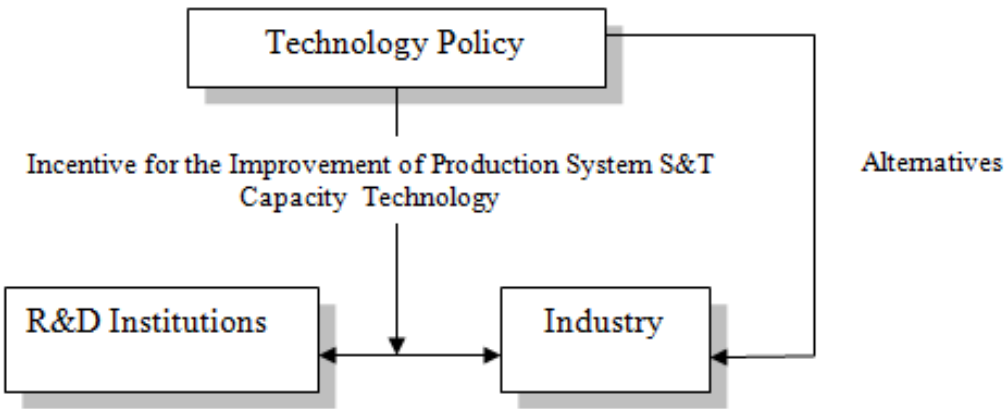 Technology Policy
Incentive for the Improvement of Production System S&T
Capacity Technology
Alternatives
R&D Institutions
Industry